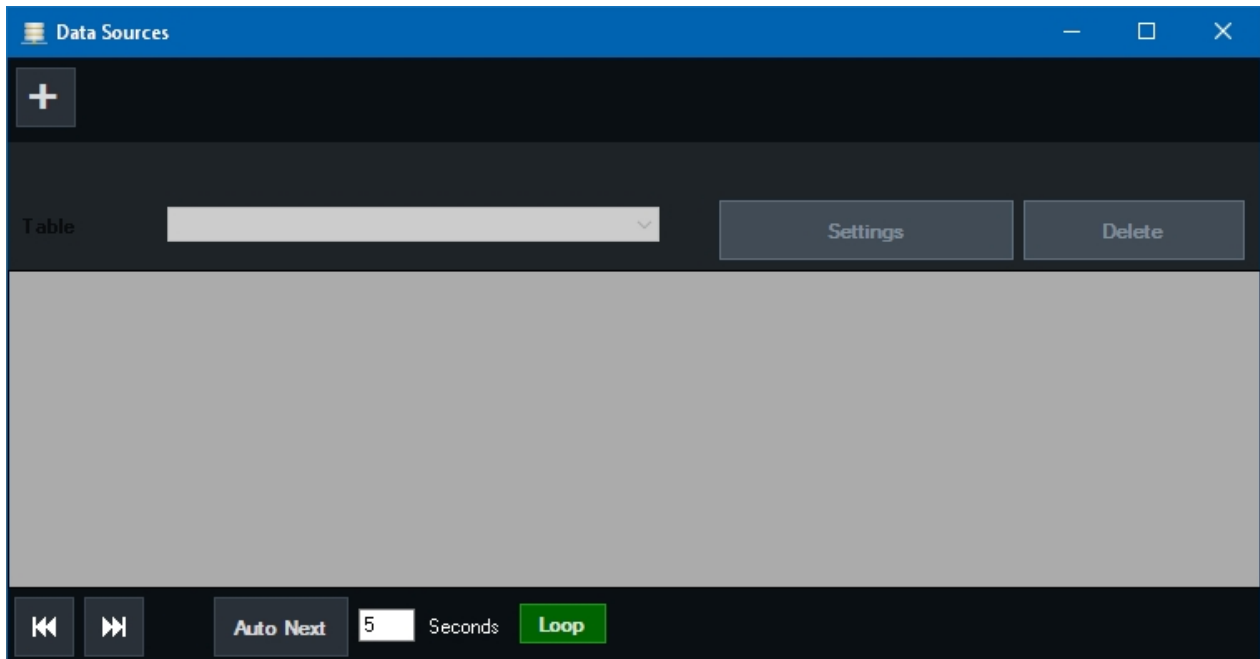 Data Sources
Table
Settings
Delete
Auto Next
5
Seconds
Loop